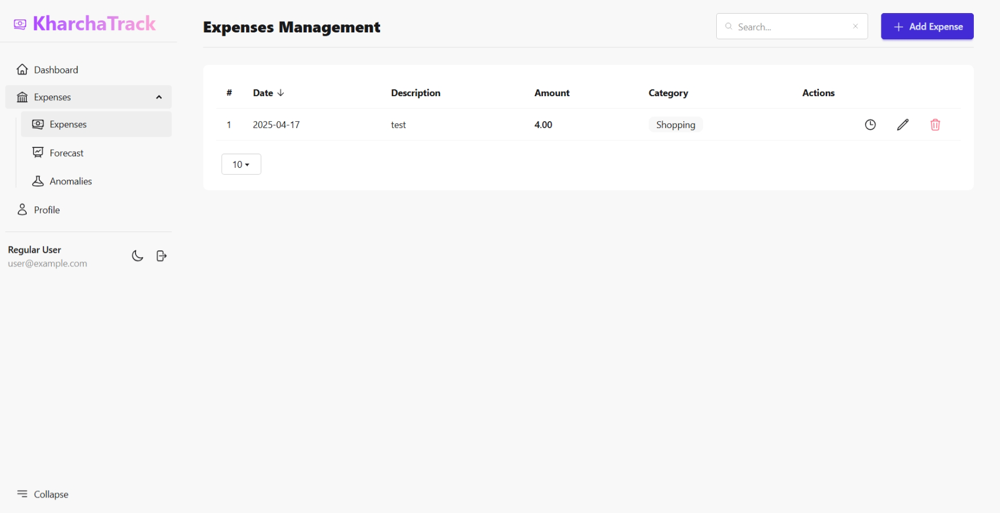 KharchaTrack
Dashboard
Expenses
Expenses
Forecast
Anomalies
Profile
Regular User
user@example.com
Collapse
Expenses Management
Search...
Add Expense
# Date Description Amount Category Actions
1 2025-04-17 test 4.00 Shopping
10